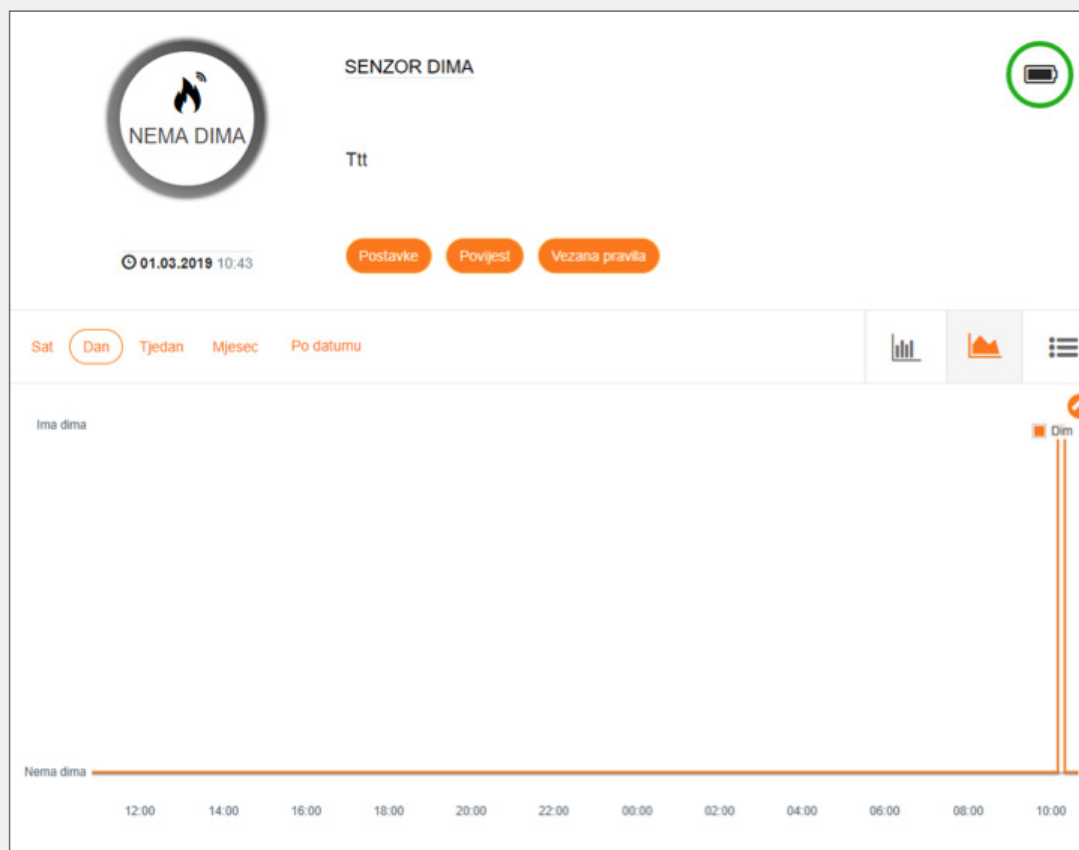 SENZOR DIMA
NEMA DIMA
Ttt
01.03.2019 10:43
Postavke Povijest Vezana pravila
Sat Dan Tjedan Mjesec Po datumu
Ima dima
Dim
Nema dima
12:00 14:00 16:00 18:00 20:00 22:00 00:00 02:00 04:00 06:00 08:00 10:00